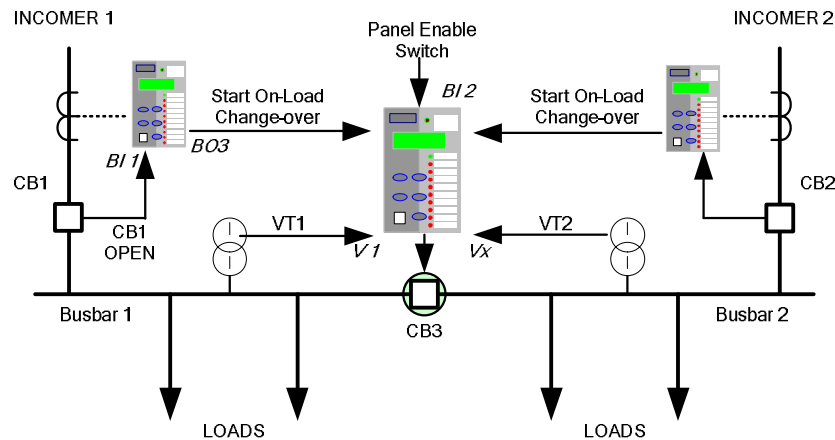 INCOMER 1
INCOMER 2
Panel Enable
Switch
BI 2
Start On-Load
Change-over
Start On-Load
Change-over
BI 1
BO3
CB1
CB2
CB1
OPEN
VT1
V 1
Vx
VT2
Busbar 1
CB3
Busbar 2
LOADS
LOADS